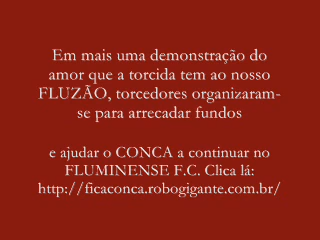 Em mais uma demonstração do
amor que a torcida tem ao nosso
FLUZÃO, torcedores organizaram-
se para arrecadar fundos
e ajudar o CONCA a continuar no
FLUMINENSE F.C. Clica lá:
http://ficaconca.robogigante.com.br/